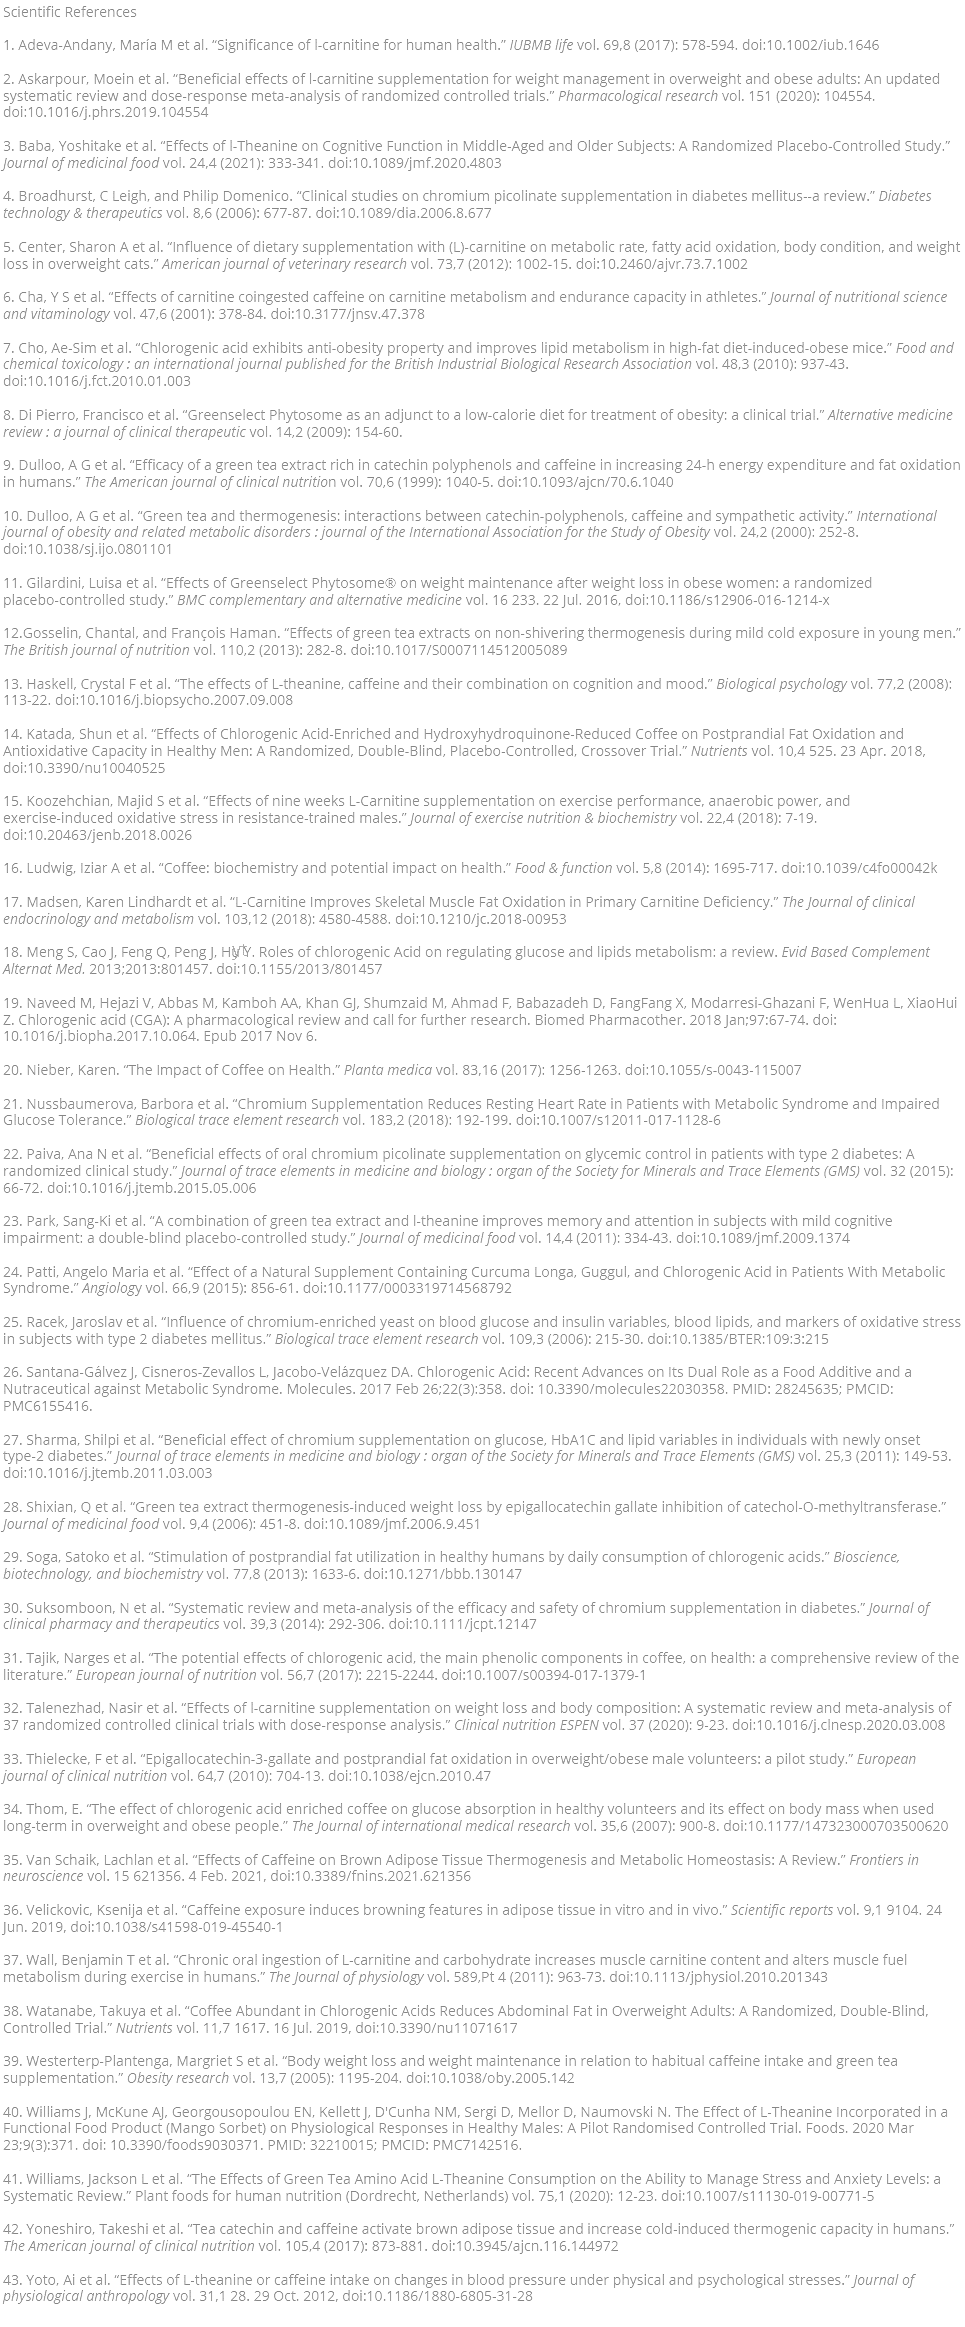 Scientific References
1. Adeva-Andany, María M et al. “Significance of l-carnitine for human health.” IUBMB life vol. 69,8 (2017): 578-594. doi:10.1002/iub.1646
2. Askarpour, Moein et al. “Beneficial effects of l-carnitine supplementation for weight management in overweight and obese adults: An updated
systematic review and dose-response meta-analysis of randomized controlled trials.” Pharmacological research vol. 151 (2020): 104554.
doi:10.1016/j.phrs.2019.104554
3. Baba, Yoshitake et al. “Effects of l-Theanine on Cognitive Function in Middle-Aged and Older Subjects: A Randomized Placebo-Controlled Study.”
Journal of medicinal food vol. 24,4 (2021): 333-341. doi:10.1089/jmf.2020.4803
4. Broadhurst, C Leigh, and Philip Domenico. “Clinical studies on chromium picolinate supplementation in diabetes mellitus--a review.” Diabetes
technology & therapeutics vol. 8,6 (2006): 677-87. doi:10.1089/dia.2006.8.677
5. Center, Sharon A et al. “Influence of dietary supplementation with (L)-carnitine on metabolic rate, fatty acid oxidation, body condition, and weight
loss in overweight cats.” American journal of veterinary research vol. 73,7 (2012): 1002-15. doi:10.2460/ajvr.73.7.1002
6. Cha, Y S et al. “Effects of carnitine coingested caffeine on carnitine metabolism and endurance capacity in athletes.” Journal of nutritional science
and vitaminology vol. 47,6 (2001): 378-84. doi:10.3177/jnsv.47.378
7. Cho, Ae-Sim et al. “Chlorogenic acid exhibits anti-obesity property and improves lipid metabolism in high-fat diet-induced-obese mice.” Food and
chemical toxicology : an international journal published for the British Industrial Biological Research Association vol. 48,3 (2010): 937-43.
doi:10.1016/j.fct.2010.01.003
8. Di Pierro, Francisco et al. “Greenselect Phytosome as an adjunct to a low-calorie diet for treatment of obesity: a clinical trial.” Alternative medicine
review : a journal of clinical therapeutic vol. 14,2 (2009): 154-60.
9. Dulloo, A G et al. “Efficacy of a green tea extract rich in catechin polyphenols and caffeine in increasing 24-h energy expenditure and fat oxidation
in humans.” The American journal of clinical nutrition vol. 70,6 (1999): 1040-5. doi:10.1093/ajcn/70.6.1040
10. Dulloo, A G et al. “Green tea and thermogenesis: interactions between catechin-polyphenols, caffeine and sympathetic activity.” International
journal of obesity and related metabolic disorders : journal of the International Association for the Study of Obesity vol. 24,2 (2000): 252-8.
doi:10.1038/sj.ijo.0801101
11. Gilardini, Luisa et al. “Effects of Greenselect Phytosome® on weight maintenance after weight loss in obese women: a randomized
placebo-controlled study.” BMC complementary and alternative medicine vol. 16 233. 22 Jul. 2016, doi:10.1186/s12906-016-1214-x
12.Gosselin, Chantal, and François Haman. “Effects of green tea extracts on non-shivering thermogenesis during mild cold exposure in young men.”
The British journal of nutrition vol. 110,2 (2013): 282-8. doi:10.1017/S0007114512005089
13. Haskell, Crystal F et al. “The effects of L-theanine, caffeine and their combination on cognition and mood.” Biological psychology vol. 77,2 (2008):
113-22. doi:10.1016/j.biopsycho.2007.09.008
14. Katada, Shun et al. “Effects of Chlorogenic Acid-Enriched and Hydroxyhydroquinone-Reduced Coffee on Postprandial Fat Oxidation and
Antioxidative Capacity in Healthy Men: A Randomized, Double-Blind, Placebo-Controlled, Crossover Trial.” Nutrients vol. 10,4 525. 23 Apr. 2018,
doi:10.3390/nu10040525
15. Koozehchian, Majid S et al. “Effects of nine weeks L-Carnitine supplementation on exercise performance, anaerobic power, and
exercise-induced oxidative stress in resistance-trained males.” Journal of exercise nutrition & biochemistry vol. 22,4 (2018): 7-19.
doi:10.20463/jenb.2018.0026
16. Ludwig, Iziar A et al. “Coffee: biochemistry and potential impact on health.” Food & function vol. 5,8 (2014): 1695-717. doi:10.1039/c4fo00042k
17. Madsen, Karen Lindhardt et al. “L-Carnitine Improves Skeletal Muscle Fat Oxidation in Primary Carnitine Deficiency.” The Journal of clinical
endocrinology and metabolism vol. 103,12 (2018): 4580-4588. doi:10.1210/jc.2018-00953
18. Meng S, Cao J, Feng Q, Peng J, Roles of chlorogenic Acid on regulating glucose and lipids metabolism: a review. Evid Based Complement
Alternat Med. 2013;2013:801457. doi:10.1155/2013/801457
19. Naveed M, Hejazi V, Abbas M, Kamboh AA, Khan GJ, Shumzaid M, Ahmad F, Babazadeh D, FangFang X, Modarresi-Ghazani F, WenHua L, XiaoHui
Z. Chlorogenic acid (CGA): A pharmacological review and call for further research. Biomed Pharmacother. 2018 Jan;97:67-74. doi:
10.1016/j.biopha.2017.10.064. Epub 2017 Nov 6.
20. Nieber, Karen. “The Impact of Coffee on Health.” Planta medica vol. 83,16 (2017): 1256-1263. doi:10.1055/s-0043-115007
21. Nussbaumerova, Barbora et al. “Chromium Supplementation Reduces Resting Heart Rate in Patients with Metabolic Syndrome and Impaired
Glucose Tolerance.” Biological trace element research vol. 183,2 (2018): 192-199. doi:10.1007/s12011-017-1128-6
22. Paiva, Ana N et al. “Beneficial effects of oral chromium picolinate supplementation on glycemic control in patients with type 2 diabetes: A
randomized clinical study.” Journal of trace elements in medicine and biology : organ of the Society for Minerals and Trace Elements (GMS) vol. 32 (2015):
66-72. doi:10.1016/j.jtemb.2015.05.006
23. Park, Sang-Ki et al. “A combination of green tea extract and l-theanine improves memory and attention in subjects with mild cognitive
impairment: a double-blind placebo-controlled study.” Journal of medicinal food vol. 14,4 (2011): 334-43. doi:10.1089/jmf.2009.1374
24. Patti, Angelo Maria et al. “Effect of a Natural Supplement Containing Curcuma Longa, Guggul, and Chlorogenic Acid in Patients With Metabolic
Syndrome.” Angiology vol. 66,9 (2015): 856-61. doi:10.1177/0003319714568792
25. Racek, Jaroslav et al. “Influence of chromium-enriched yeast on blood glucose and insulin variables, blood lipids, and markers of oxidative stress
in subjects with type 2 diabetes mellitus.” Biological trace element research vol. 109,3 (2006): 215-30. doi:10.1385/BTER:109:3:215
26. Santana-Gálvez J, Cisneros-Zevallos L, Jacobo-Velázquez DA. Chlorogenic Acid: Recent Advances on Its Dual Role as a Food Additive and a
Nutraceutical against Metabolic Syndrome. Molecules. 2017 Feb 26;22(3):358. doi: 10.3390/molecules22030358. PMID: 28245635; PMCID:
PMC6155416.
27. Sharma, Shilpi et al. “Beneficial effect of chromium supplementation on glucose, HbA1C and lipid variables in individuals with newly onset
type-2 diabetes.” Journal of trace elements in medicine and biology : organ of the Society for Minerals and Trace Elements (GMS) vol. 25,3 (2011): 149-53.
doi:10.1016/j.jtemb.2011.03.003
28. Shixian, Q et al. “Green tea extract thermogenesis-induced weight loss by epigallocatechin gallate inhibition of catechol-O-methyltransferase.”
Journal of medicinal food vol. 9,4 (2006): 451-8. doi:10.1089/jmf.2006.9.451
29. Soga, Satoko et al. “Stimulation of postprandial fat utilization in healthy humans by daily consumption of chlorogenic acids.” Bioscience,
biotechnology, and biochemistry vol. 77,8 (2013): 1633-6. doi:10.1271/bbb.130147
30. Suksomboon, N et al. “Systematic review and meta-analysis of the efficacy and safety of chromium supplementation in diabetes.” Journal of
clinical pharmacy and therapeutics vol. 39,3 (2014): 292-306. doi:10.1111/jcpt.12147
31. Tajik, Narges et al. “The potential effects of chlorogenic acid, the main phenolic components in coffee, on health: a comprehensive review of the
literature.” European journal of nutrition vol. 56,7 (2017): 2215-2244. doi:10.1007/s00394-017-1379-1
32. Talenezhad, Nasir et al. “Effects of l-carnitine supplementation on weight loss and body composition: A systematic review and meta-analysis of
37 randomized controlled clinical trials with dose-response analysis.” Clinical nutrition ESPEN vol. 37 (2020): 9-23. doi:10.1016/j.clnesp.2020.03.008
33. Thielecke, F et al. “Epigallocatechin-3-gallate and postprandial fat oxidation in overweight/obese male volunteers: a pilot study.” European
journal of clinical nutrition vol. 64,7 (2010): 704-13. doi:10.1038/ejcn.2010.47
34. Thom, E. “The effect of chlorogenic acid enriched coffee on glucose absorption in healthy volunteers and its effect on body mass when used
long-term in overweight and obese people.” The Journal of international medical research vol. 35,6 (2007): 900-8. doi:10.1177/147323000703500620
35. Van Schaik, Lachlan et al. “Effects of Caffeine on Brown Adipose Tissue Thermogenesis and Metabolic Homeostasis: A Review.” Frontiers in
neuroscience vol. 15 621356. 4 Feb. 2021, doi:10.3389/fnins.2021.621356
36. Velickovic, Ksenija et al. “Caffeine exposure induces browning features in adipose tissue in vitro and in vivo.” Scientific reports vol. 9,1 9104. 24
Jun. 2019, doi:10.1038/s41598-019-45540-1
37. Wall, Benjamin T et al. “Chronic oral ingestion of L-carnitine and carbohydrate increases muscle carnitine content and alters muscle fuel
metabolism during exercise in humans.” The Journal of physiology vol. 589,Pt 4 (2011): 963-73. doi:10.1113/jphysiol.2010.201343
38. Watanabe, Takuya et al. “Coffee Abundant in Chlorogenic Acids Reduces Abdominal Fat in Overweight Adults: A Randomized, Double-Blind,
Controlled Trial.” Nutrients vol. 11,7 1617. 16 Jul. 2019, doi:10.3390/nu11071617
39. Westerterp-Plantenga, Margriet S et al. “Body weight loss and weight maintenance in relation to habitual caffeine intake and green tea
supplementation.” Obesity research vol. 13,7 (2005): 1195-204. doi:10.1038/oby.2005.142
40. Williams J, McKune AJ, Georgousopoulou EN, Kellett J, D'Cunha NM, Sergi D, Mellor D, Naumovski N. The Effect of L-Theanine Incorporated in a
Functional Food Product (Mango Sorbet) on Physiological Responses in Healthy Males: A Pilot Randomised Controlled Trial. Foods. 2020 Mar
23;9(3):371. doi: 10.3390/foods9030371. PMID: 32210015; PMCID: PMC7142516.
41. Williams, Jackson L et al. “The Effects of Green Tea Amino Acid L-Theanine Consumption on the Ability to Manage Stress and Anxiety Levels: a
Systematic Review.” Plant foods for human nutrition (Dordrecht, Netherlands) vol. 75,1 (2020): 12-23. doi:10.1007/s11130-019-00771-5
42. Yoneshiro, Takeshi et al. “Tea catechin and caffeine activate brown adipose tissue and increase cold-induced thermogenic capacity in humans.”
The American journal of clinical nutrition vol. 105,4 (2017): 873-881. doi:10.3945/ajcn.116.144972
43. Yoto, Ai et al. “Effects of L-theanine or caffeine intake on changes in blood pressure under physical and psychological stresses.” Journal of
physiological anthropology vol. 31,1 28. 29 Oct. 2012, doi:10.1186/1880-6805-31-28